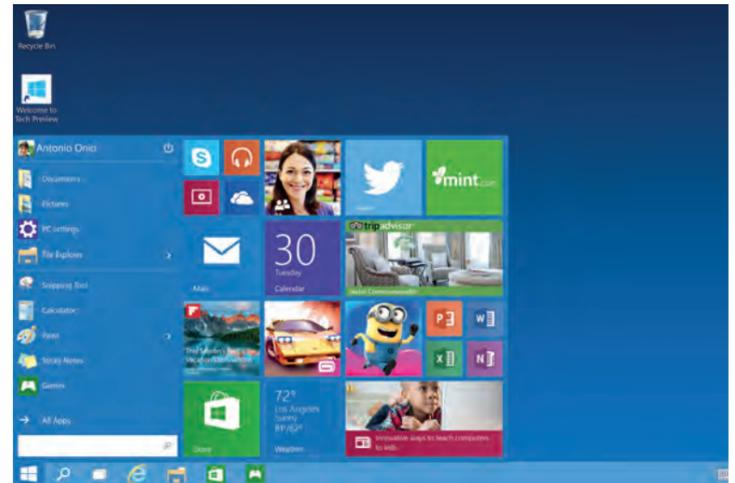 Recycle Bin
Welcome to
Tech Preview
Antonio Onio
Documents
Pictures
PC settings
File Explorer
Snipping Tool
Calculator
Paint
Sticky Notes
Games
All Apps
Mail
30
Tuesday
Calendar
mint.com
tripadvisor
P
W
X
N
Store
72°
Los Angeles
Sunny
Weather
Innovative ways to teach computers
to kids